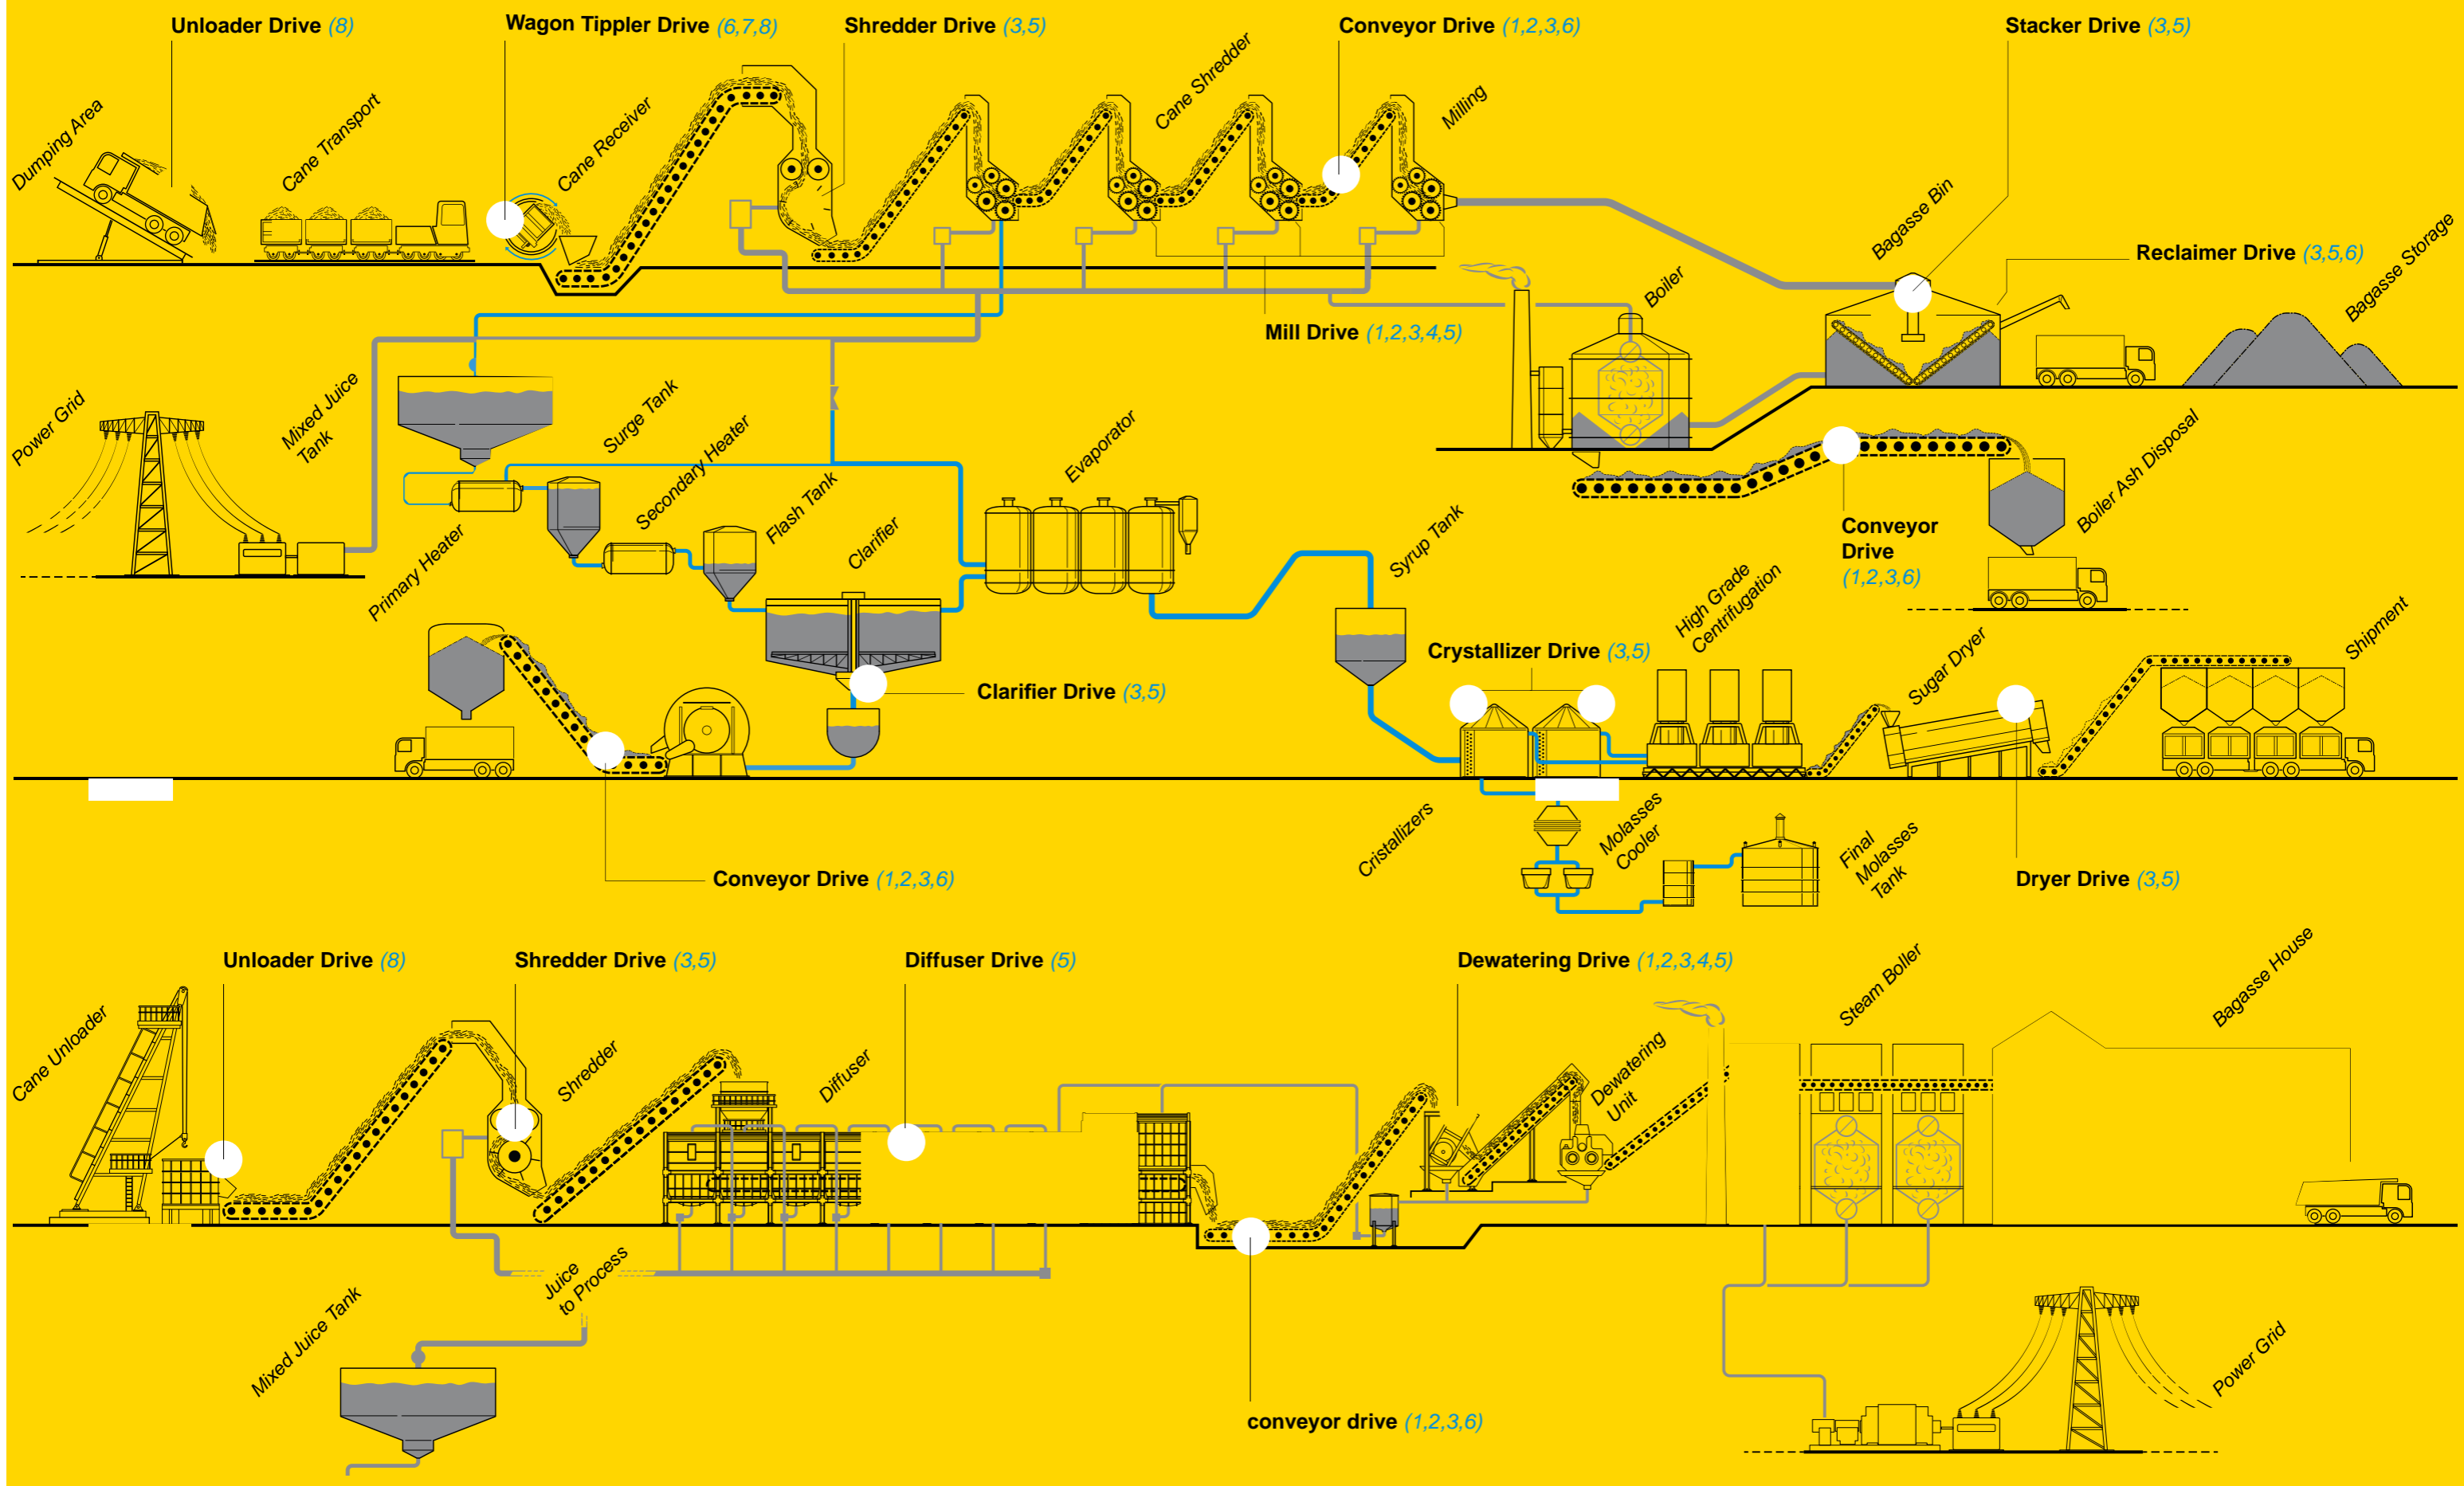 Unloader Drive (8)
Wagon Tippler Drive (6,7,8)
Shredder Drive (3,5)
Conveyor Drive (1,2,3,6)
Stacker Drive (3,5)
Dumping Area
Cane Transport
Cane Receiver
Cane Shredder
Milling
Bagasse Bin
Reclaimer Drive (3,5,6)
Bagasse Storage
Boiler
Mill Drive (1,2,3,4,5)
Power Grid
Mixed Juice
Tank
Surge Tank
Secondary Heater
Flash Tank
Evaporator
Primary Heater
Clarifier
Syrup Tank
Conveyor
Drive
(1,2,3,6)
Boiler Ash Disposal
High Grade
Centrifugation
Crystallizer Drive (3,5)
Sugar Dryer
Shipment
Clarifier Drive (3,5)
Cristallizers
Molasses
Cooler
Final
Molasses
Tank
Conveyor Drive (1,2,3,6)
Dryer Drive (3,5)
Unloader Drive (8)
Shredder Drive (3,5)
Diffuser Drive (5)
Dewatering Drive (1,2,3,4,5)
Cane Unloader
Shredder
Diffuser
Dewatering
Unit
Steam Boller
Bagasse House
Juice
to Process
Mixed Juice Tank
conveyor drive (1,2,3,6)
Power Grid